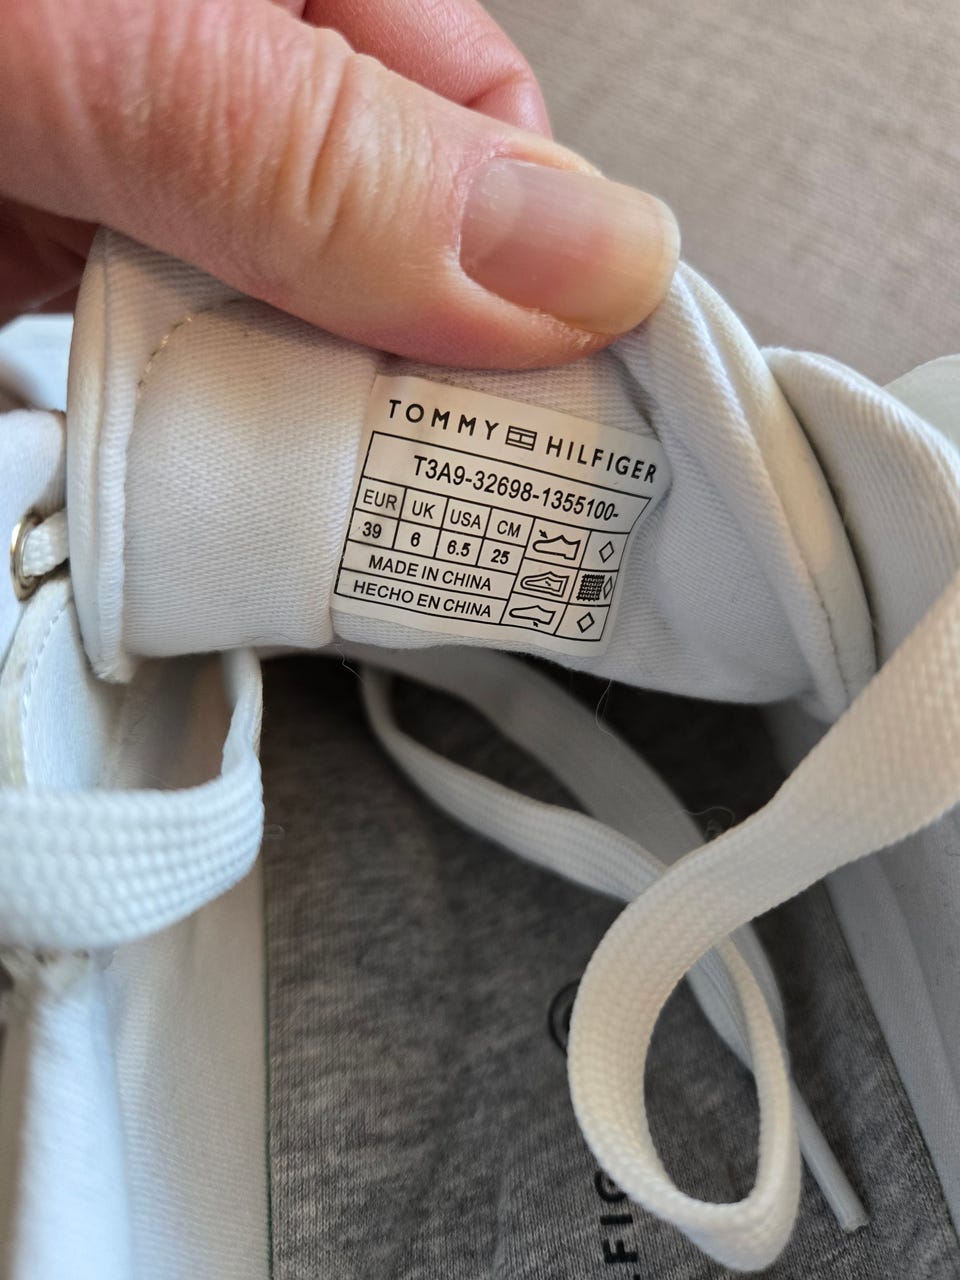 TOMMY HILFIGER
T3A9-32698-1355100-
EUR UK USA CM
39 6 6.5 25
MADE IN CHINA
HECHO EN CHINA
LFIG